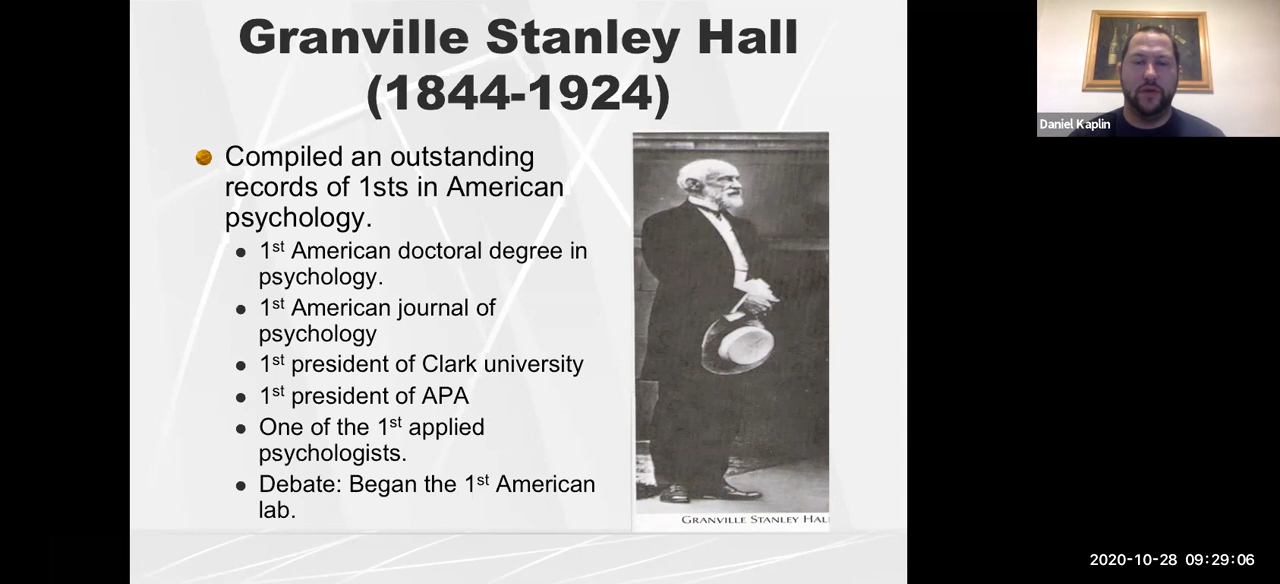 Granville Stanley Hall
(1844-1924)
Compiled an outstanding
records of 1sts in American
psychology.
1st American doctoral degree in
psychology.
1st American journal of
psychology
1st president of Clark university
1st president of APA
One of the 1st applied
psychologists.
Debate: Began the 1st American
lab.
GRANVILLE STANLEY HALL
Daniel Kaplin
2020-10-28 09:29:06